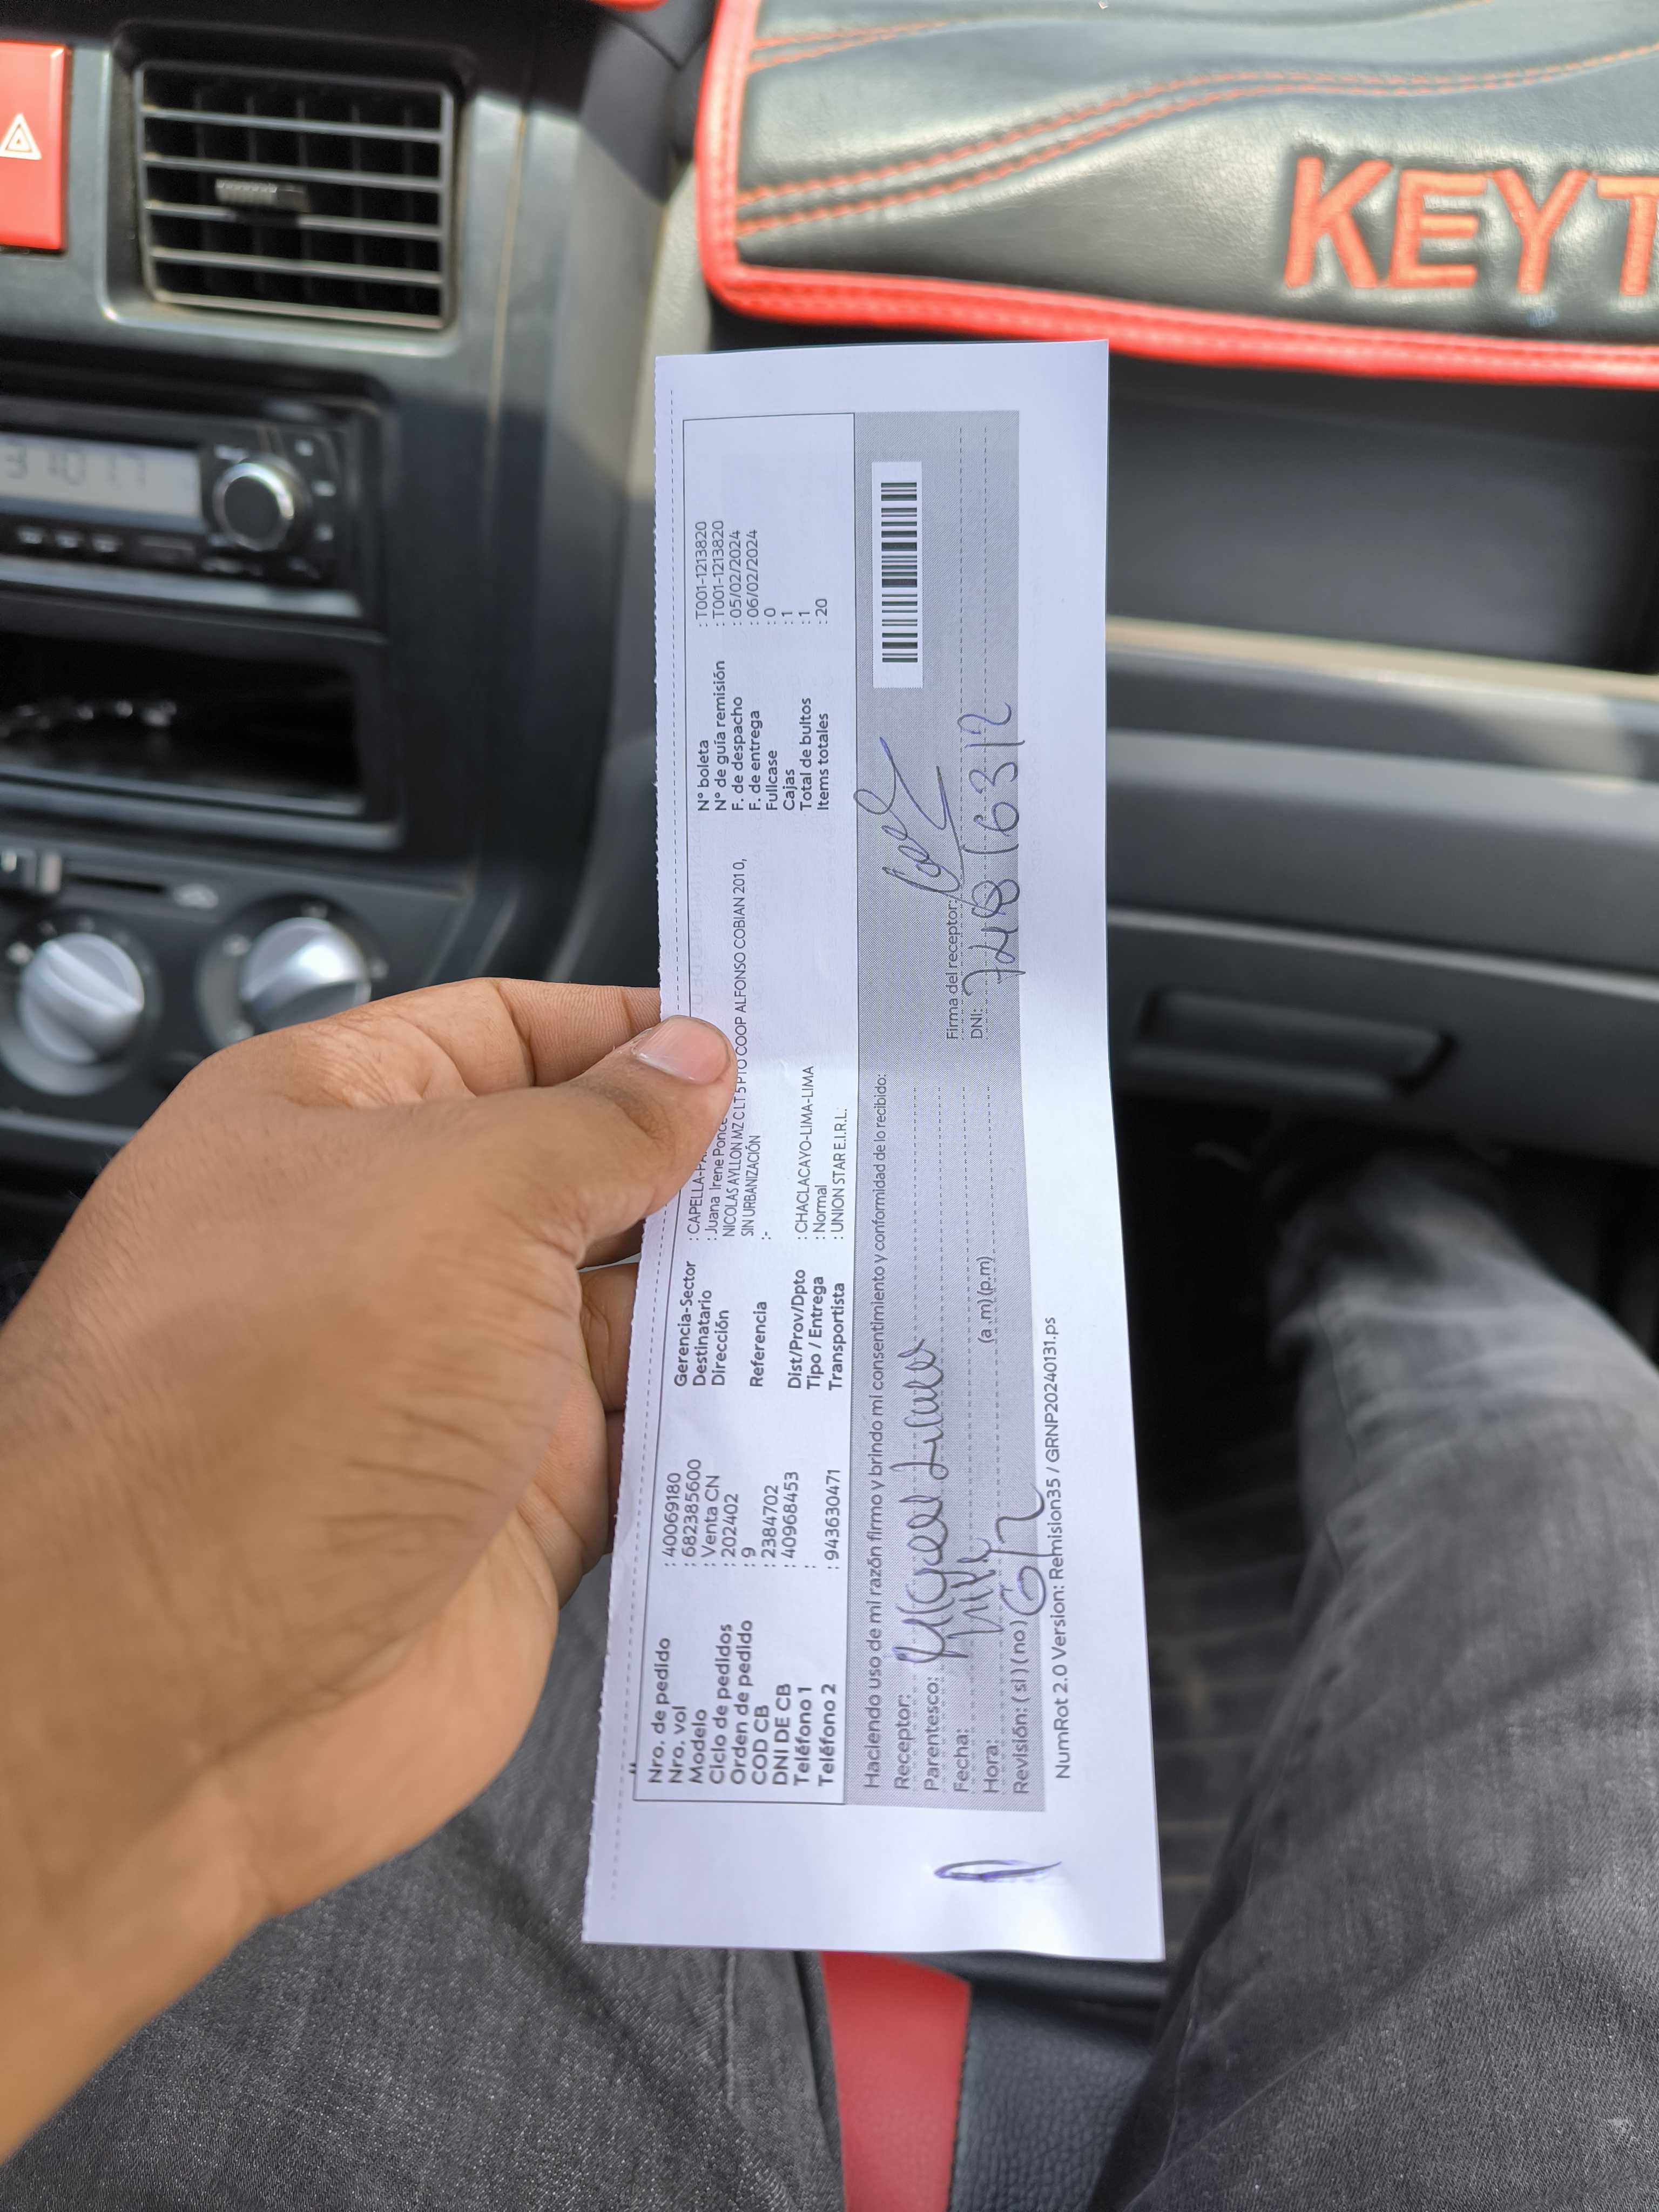 KEYT
Nro. de pedido : 40069180
Nro. vol : 682385600
Modelo : Venta CN
Ciclo de pedidos : 202402
Orden de pedido : 9
COD CB : 2384702
DNI DE CB : 40968453
Teléfono 1 :
Teléfono 2 : 943630471
Gerencia-Sector : CAPELLA-
Destinatario : Juana Irene Ponce
Dirección NICOLAS AYLLON MZ C LT 5 PTO COOP ALFONSO COBIAN 201 0,
SIN URBANIZACIÓN
Referencia :-
Dist/Prov/Dpto : CHACLACAYO-LIMA-LIMA
Tipo / Entrega : Normal
Transportista : UNION STAR E.I.R.L.
N° boleta : T001-1213820
N° de guía remisión : T001-1213820
F. de despacho : 05/02/2024
F. de entrega : 06/02/2024
Fullcase : 0
Cajas : 1
Total de bultos : 1
Items totales : 20
Haciendo uso de mi razón firmo y brindo mi consentimiento y conformidad de lo recibido:
Receptor:
Parentesco:
Fecha:
Hora: (a .m) (p.m)
Revisión: ( si ) ( no ) 6/2
Firma del receptor:
DNI: 74816312
NumRot 2.0 Version: Remision35 / GRNP20240131.ps